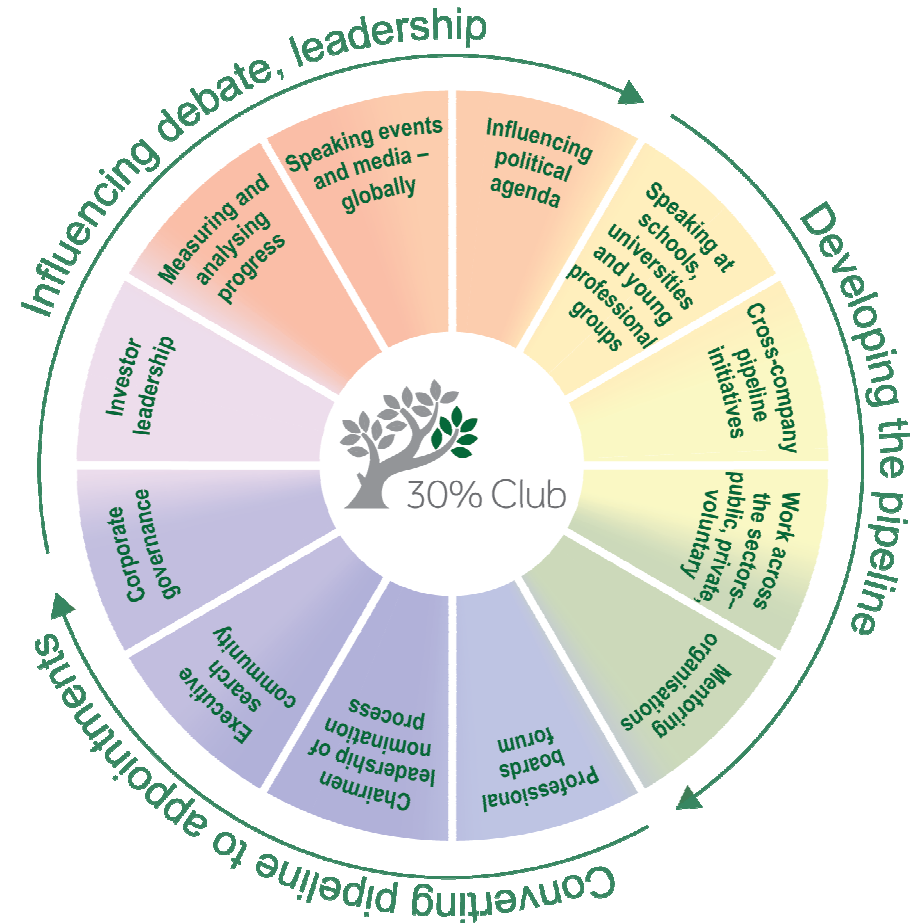 Influencing debate, leadership
Developing the pipeline
Converting pipeline to appointments
Influencing
political
agenda
Speaking at
schools,
universities
and young
professional
groups
Cross-company
pipeline
initiatives
Work across
the sectors–
public, private,
voluntary
Mentoring
organisations
Professional
boards
forum
Chairmen
leadership of
nomination
process
Executive
search
community
Corporate
governance
Investor
leadership
Measuring and
analysing
progress
Speaking events
and media –
globally
30% Club